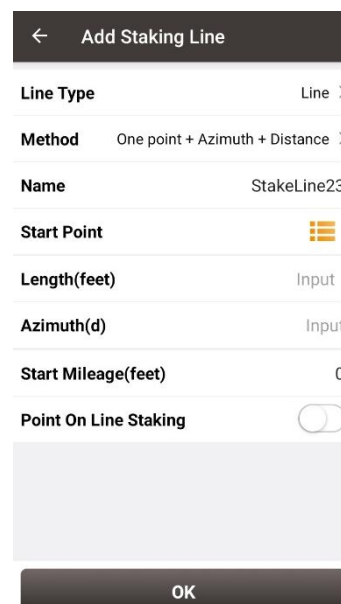 Add Staking Line
Line Type Line
Method One point + Azimuth + Distance
Name StakeLine23
Start Point
Length(feet) Input
Azimuth(d) Input
Start Mileage(feet) 0
Point On Line Staking
OK